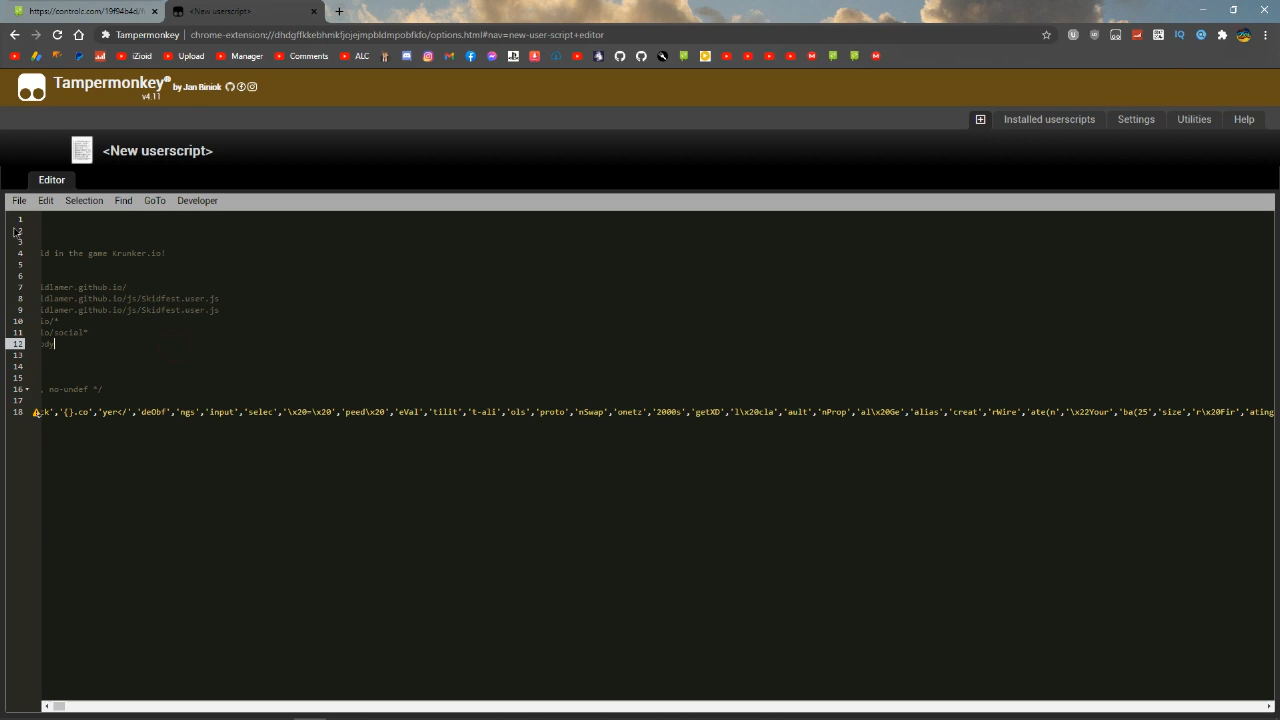 https://controlc.com/19f94b4d/f
<New userscript>
Tampermonkey
chrome-extension://dhdgffkkebhmkfjojejmpbldmpobfkfo/options.html#nav=new-user-script+editor
iZioid
Upload
Manager
Comments
ALC
Tampermonkey® by Jan Biniok
v4.11
Installed userscripts
Settings
Utilities
Help
<New userscript>
Editor
File Edit Selection Find GoTo Developer
1
2
3
4 ld in the game Krunker.io!
5
6
7 idlamer.github.io/
8 idlamer.github.io/js/Skidfest.user.js
9 idlamer.github.io/js/Skidfest.user.js
10 io/*
11 io/social*
12 ody
13
14
15
16 , no-undef */
17
18 ck','{}.co','yer</','deObf','ngs','input','selec','\x20=\x20','peed\x20','eVal','tilit','t-ali','ols','proto','nSwap','onetz','2000s','getXD','l\x20cla','ault','nProp','al\x20Ge','alias','creat','rWire','ate(n','\x22Your','ba(25','size','r\x20Fir','ating